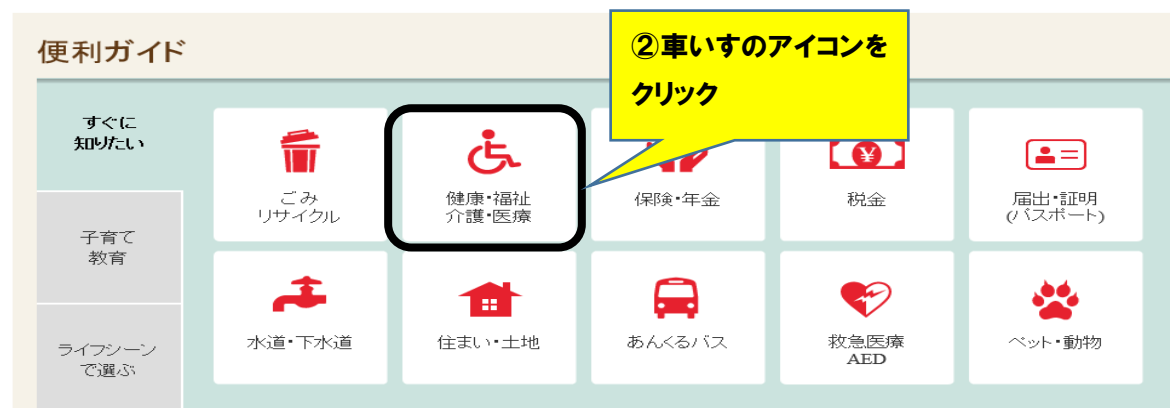 便利ガイド
②車いすのアイコンを
クリック
すぐに
知りたい
子育て
教育
ライフシーン
で選ぶ
ごみ
リサイクル
健康・福祉
介護・医療
保険・年金
税金
届出・証明
(パスポート)
水道・下水道
住まい・土地
あんくるバス
救急医療
AED
ペット・動物